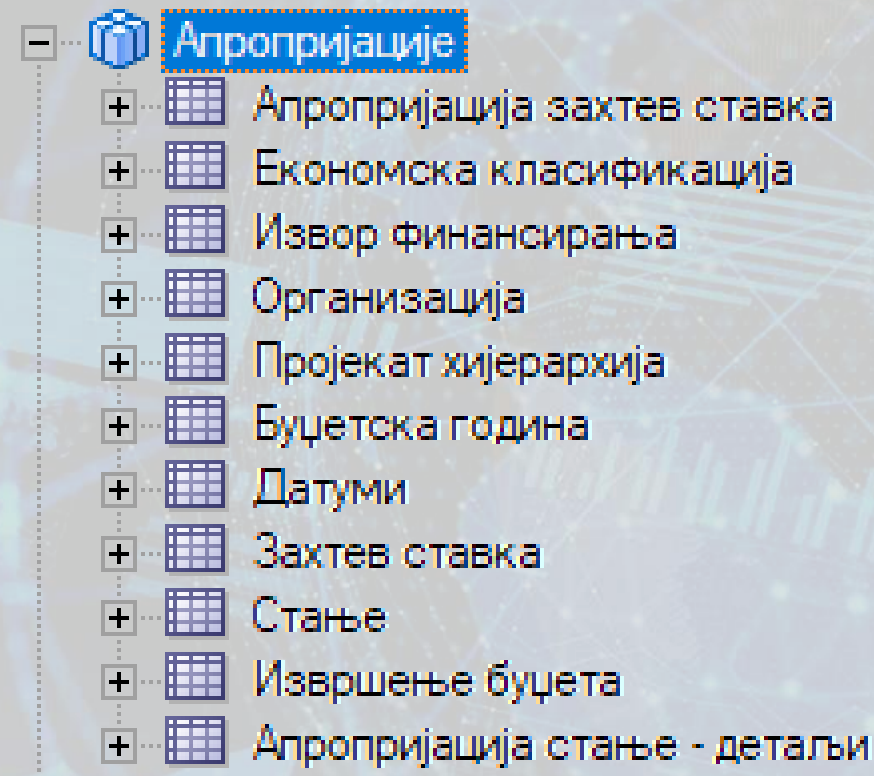 Апропријације
Апропријација захтев ставка
Економска класификација
Извор финансирања
Организација
Пројекат хијерархија
Буџетска година
Датуми
Захтев ставка
Стање
Извршење буџета
Апропријација стање - детаљи